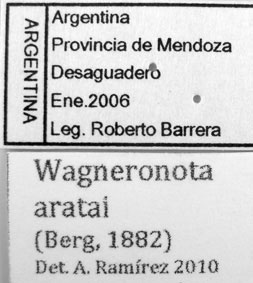 ARGENTINA
Argentina
Provincia de Mendoza
Desaguadero
Ene.2006
Leg. Roberto Barrera
Wagneronota
aratai
(Berg, 1882)
Det. A. Ramírez 2010